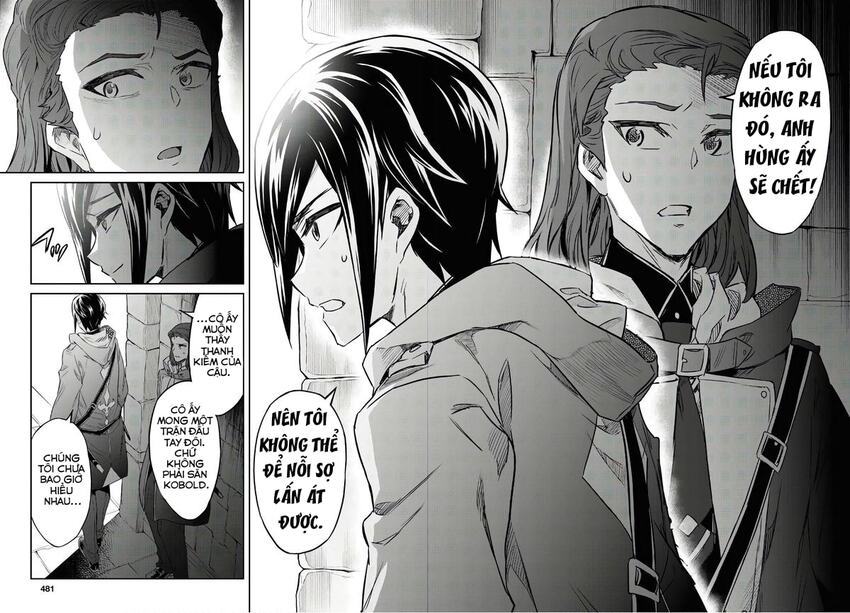 NẾU TÔI
KHÔNG RA
ĐÓ, ANH
HÙNG ẤY
SẼ CHẾT!
NÊN TÔI
KHÔNG THỂ
ĐỂ NỖI SỢ
LẤN ÁT
ĐƯỢC.
...CÔ ẤY
MUỐN THẤY
THANH
KIẾM CỦA
CẬU.
CÔ ẤY
MONG MỘT
TRẬN ĐẤU
TAY ĐÔI.
CHỨ
KHÔNG
PHẢI SĂN
KOBOLD.
CHÚNG
TÔI CHƯA
BAO GIỜ
HIỂU
NHAU...
481